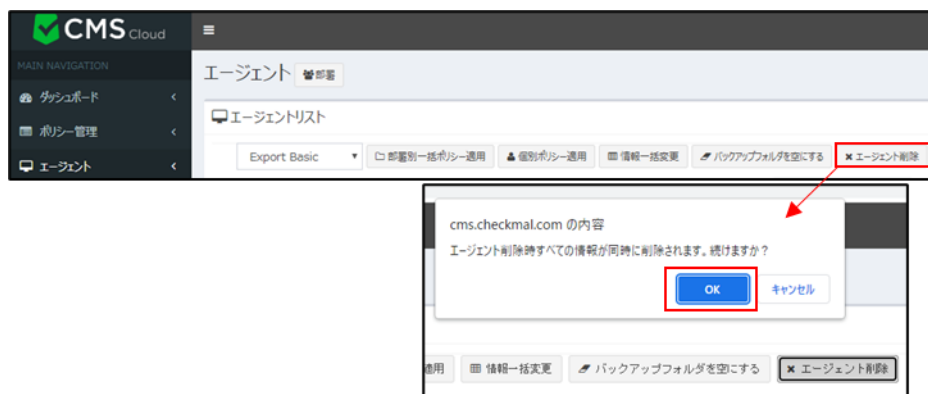 CMS Cloud
MAIN NAVIGATION
ダッシュボード
ポリシー管理
エージェント
エージェント 部署
エージェントリスト
Export Basic 部署別一括ポリシー適用 個別ポリシー適用 情報一括変更 バックアップフォルダを空にする エージェント削除
cms.checkmal.com の内容
エージェント削除時すべての情報が同時に削除されます。続けますか？
OK キャンセル
適用 情報一括変更 バックアップフォルダを空にする エージェント削除